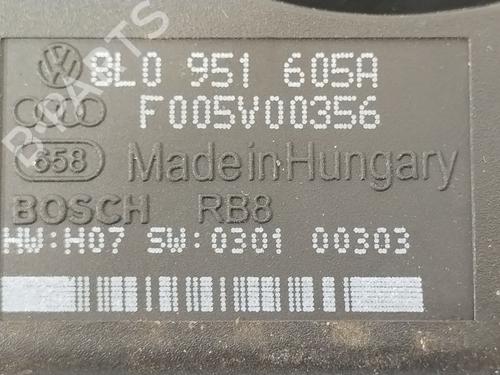 8L0 951 605A
F005V00356
658 Made in Hungary
BOSCH RB8
HW:H07 SW:0301 00303